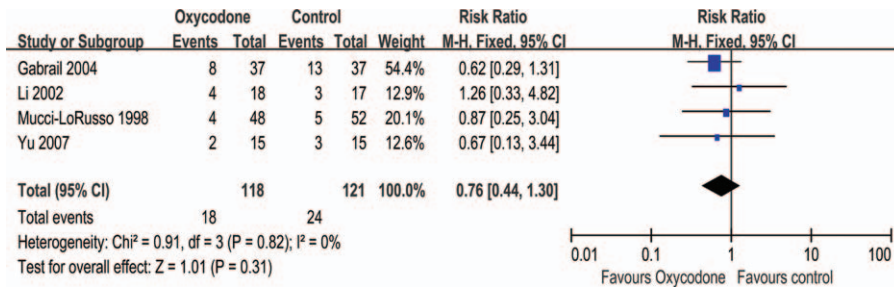 Oxycodone Control Risk Ratio Risk Ratio
Study or Subgroup Events Total Events Total Weight M-H, Fixed, 95% CI M-H, Fixed, 95% CI
Gabrail 2004 8 37 13 37 54.4% 0.62 [0.29, 1.31]
Li 2002 4 18 3 17 12.9% 1.26 [0.33, 4.82]
Mucci-LoRusso 1998 4 48 5 52 20.1% 0.87 [0.25, 3.04]
Yu 2007 2 15 3 15 12.6% 0.67 [0.13, 3.44]
Total (95% CI) 118 121 100.0% 0.76 [0.44, 1.30]
Total events 18 24
Heterogeneity: Chi² = 0.91, df = 3 (P = 0.82); I² = 0%
Test for overall effect: Z = 1.01 (P = 0.31)
0.01 0.1 1 10 100
Favours Oxycodone Favours control